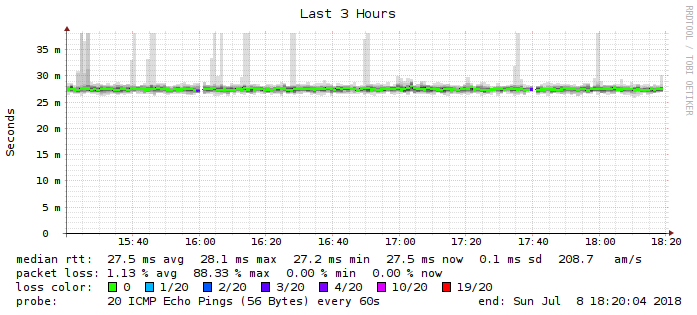 Last 3 Hours
RRDTOOL / TOBI OETIKER
Seconds
35 m
30 m
25 m
20 m
15 m
10 m
5 m
0
15:40 16:00 16:20 16:40 17:00 17:20 17:40 18:00 18:20
median rtt: 27.5 ms avg 28.1 ms max 27.2 ms min 27.5 ms now 0.1 ms sd 208.7 am/s
packet loss: 1.13 % avg 88.33 % max 0.00 % min 0.00 % now
loss color: 0 1/20 2/20 3/20 4/20 10/20 19/20
probe: 20 ICMP Echo Pings (56 Bytes) every 60s end: Sun Jul 8 18:20:04 2018